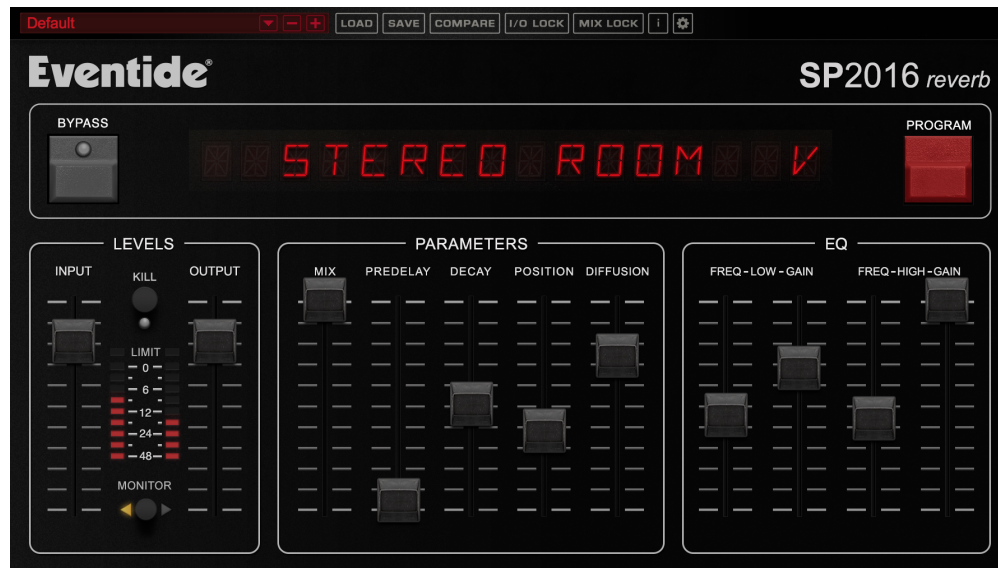 Default LOAD SAVE COMPARE I/O LOCK MIX LOCK i
Eventide® SP2016 reverb
BYPASS PROGRAM
STEREO ROOM V
LEVELS PARAMETERS EQ
INPUT KILL OUTPUT MIX PREDELAY DECAY POSITION DIFFUSION FREQ-LOW-GAIN FREQ-HIGH-GAIN
LIMIT
0
6
12
24
48
MONITOR